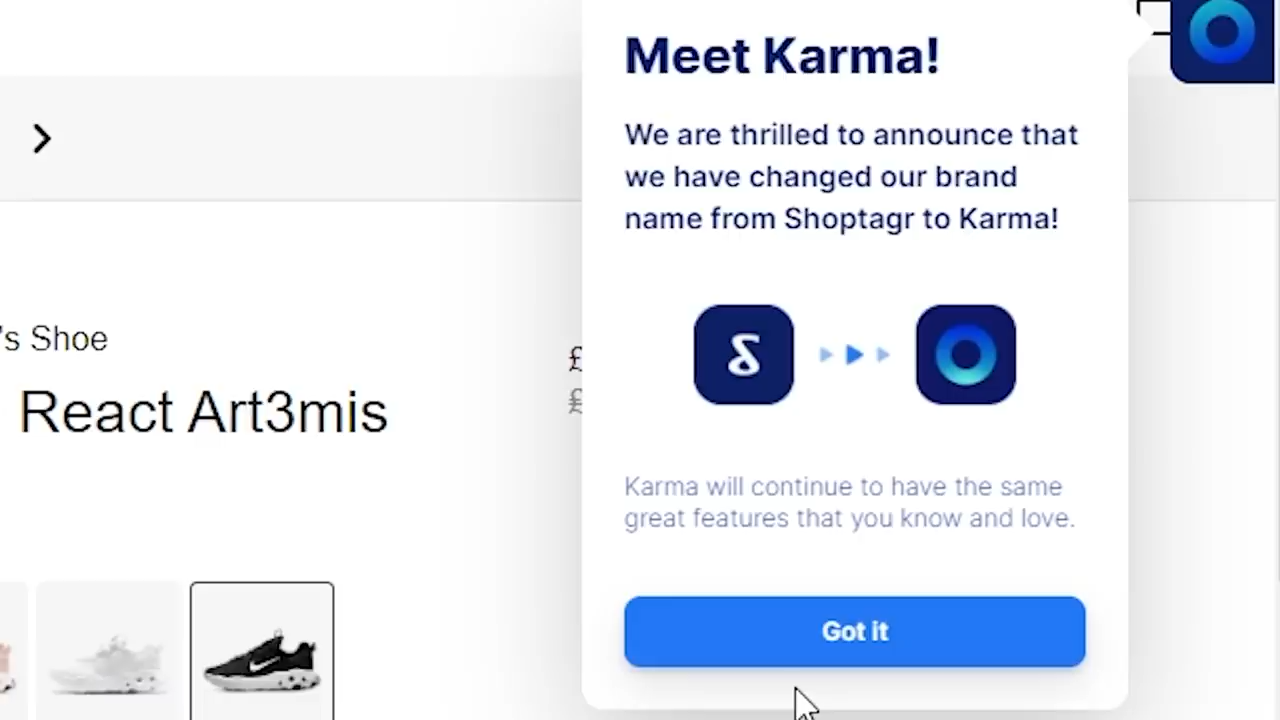 Meet Karma!
We are thrilled to announce that
we have changed our brand
name from Shoptagr to Karma!
's Shoe
£
React Art3mis
£
Karma will continue to have the same
great features that you know and love.
Got it